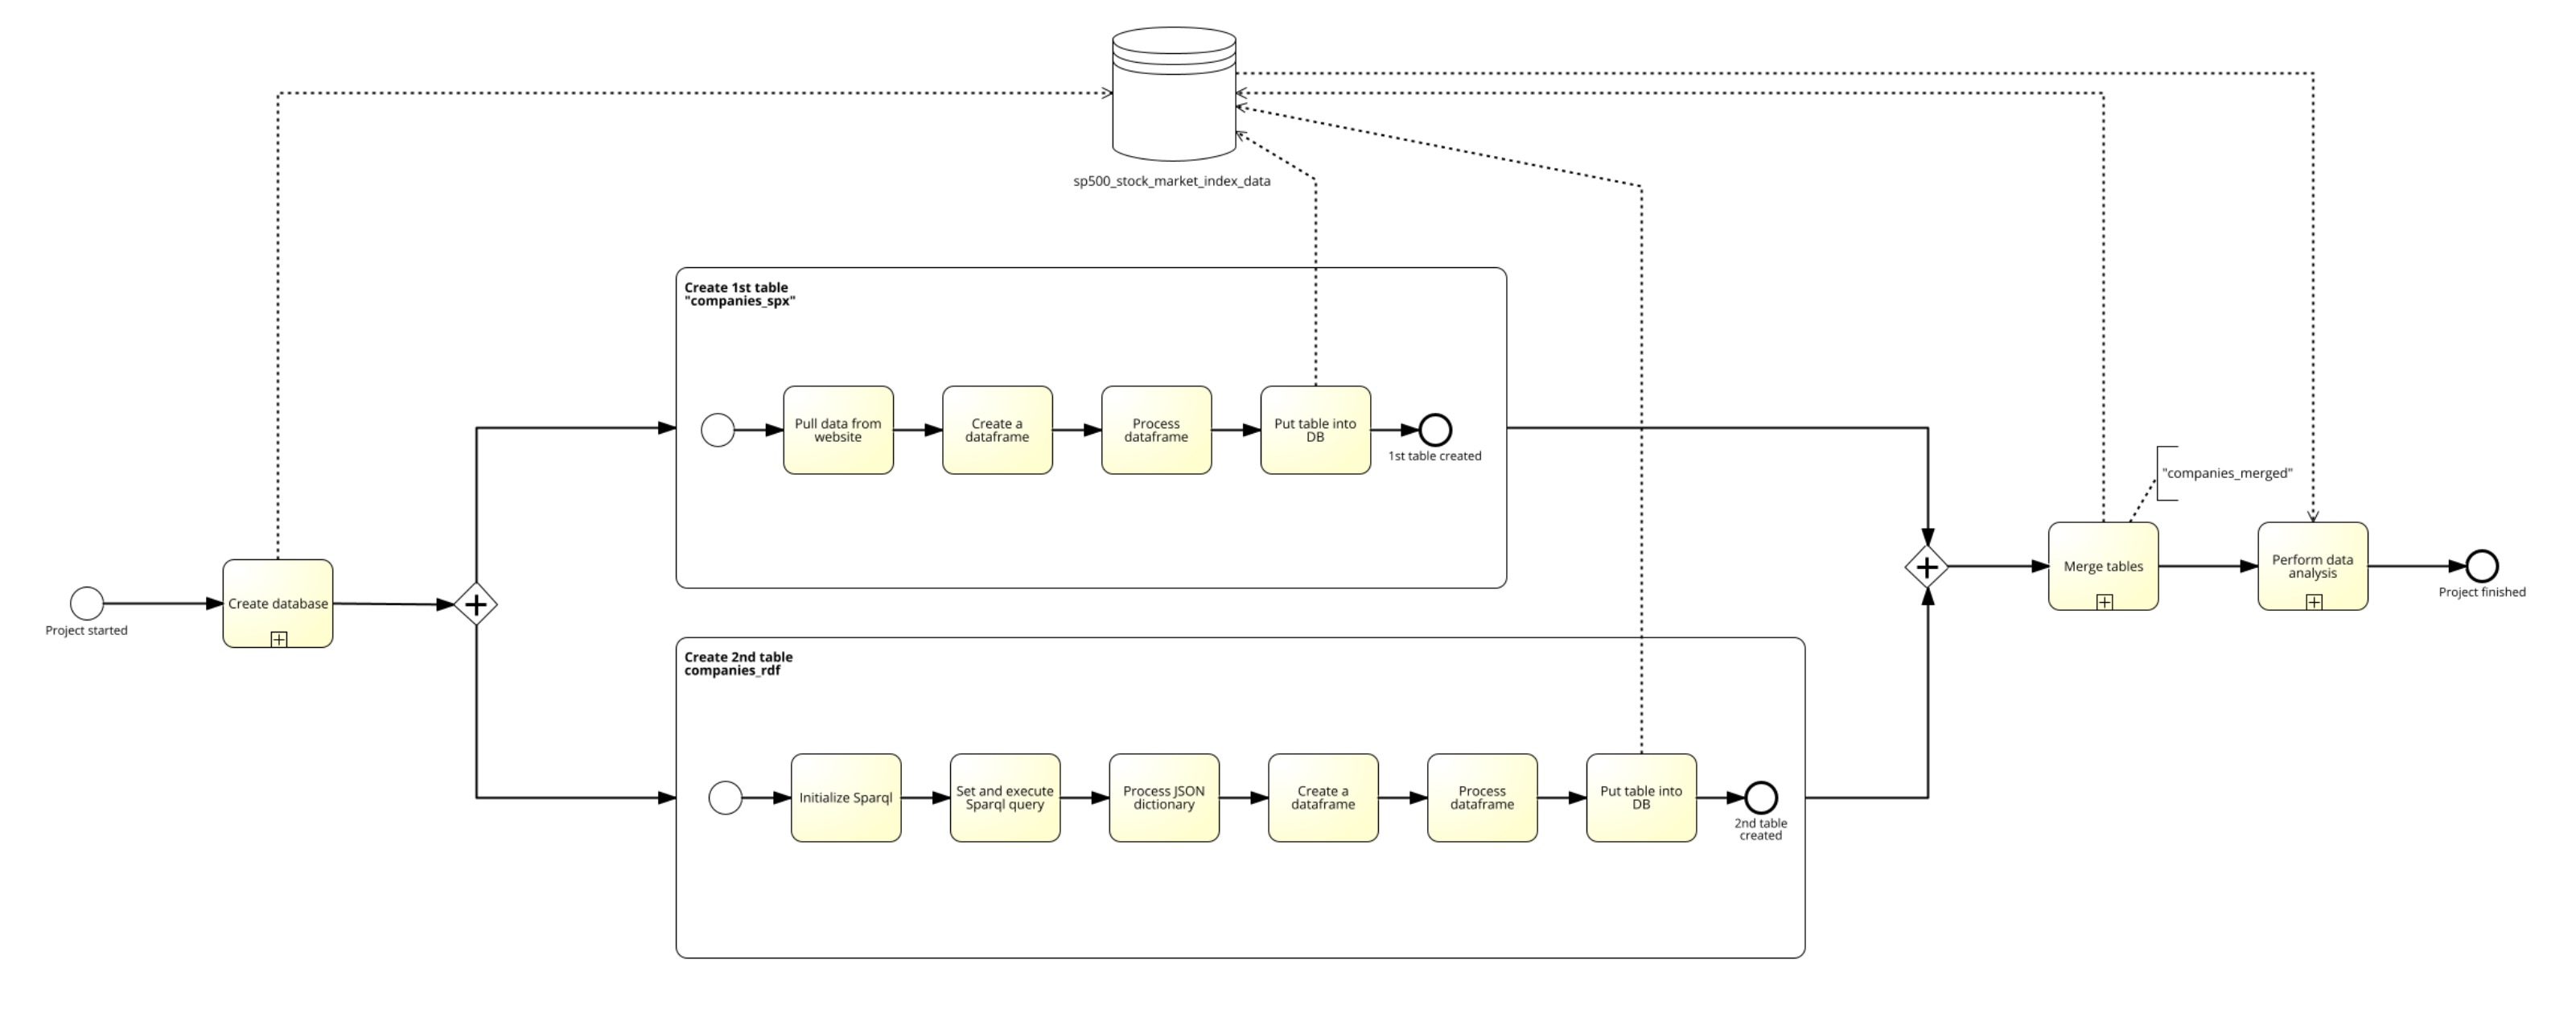 sp500_stock_market_index_data
Create 1st table
"companies_spx"
Pull data from
website
Create a
dataframe
Process
dataframe
Put table into
DB
1st table created
"companies_merged"
Project started
Create database
Merge tables
Perform data
analysis
Project finished
Create 2nd table
companies_rdf
Initialize Sparql
Set and execute
Sparql query
Process JSON
dictionary
Create a
dataframe
Process
dataframe
Put table into
DB
2nd table
created